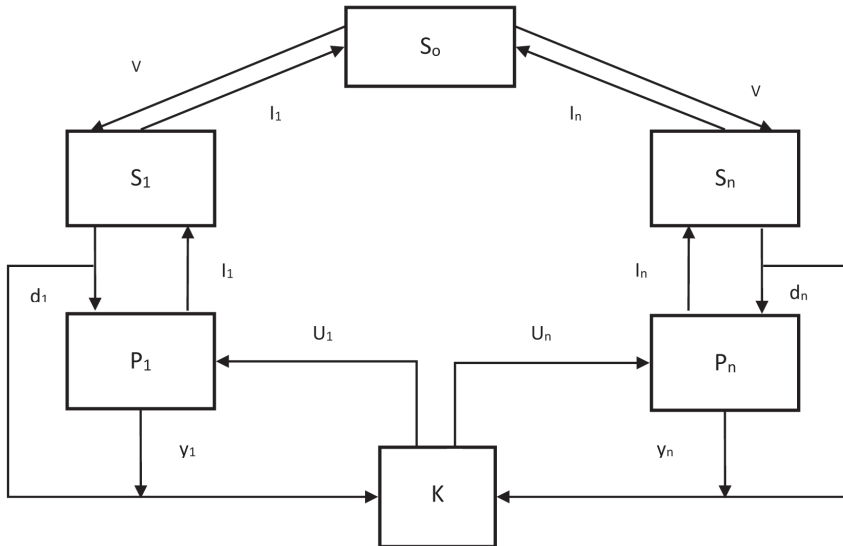 S₀
V
V
I₁
Iₙ
S₁
Sₙ
I₁
Iₙ
d₁
dₙ
U₁
Uₙ
P₁
Pₙ
y₁
yₙ
K